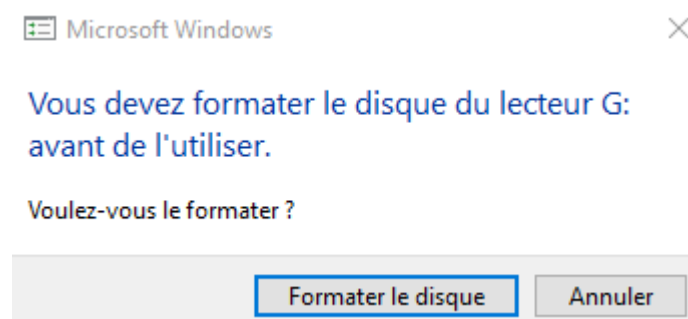 Microsoft Windows
Vous devez formater le disque du lecteur G:
avant de l'utiliser.
Voulez-vous le formater ?
Formater le disque
Annuler